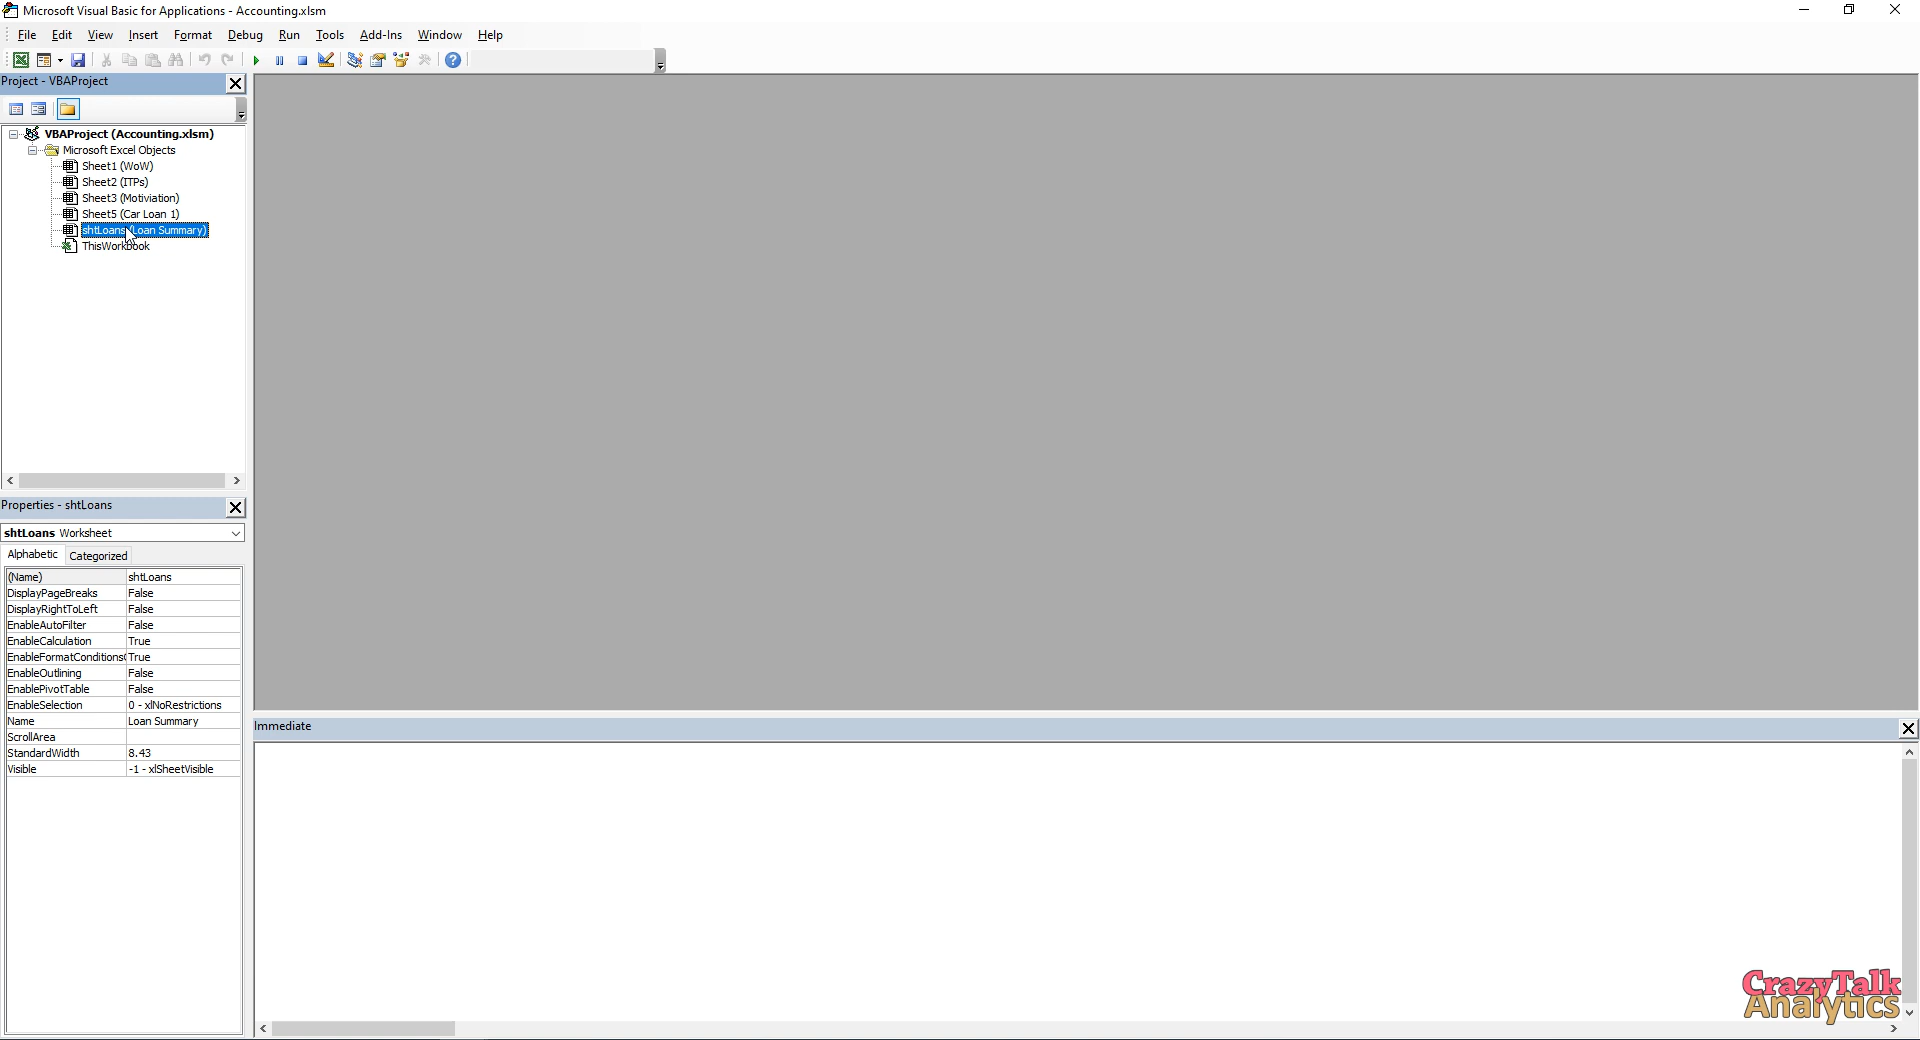 Microsoft Visual Basic for Applications - Accounting.xlsm
File Edit View Insert Format Debug Run Tools Add-Ins Window Help
Project - VBAProject
VBAProject (Accounting.xlsm)
Microsoft Excel Objects
Sheet1 (WoW)
Sheet2 (ITPs)
Sheet3 (Motiviation)
Sheet5 (Car Loan 1)
shtLoans (Loan Summary)
ThisWorkbook
Properties - shtLoans
shtLoans Worksheet
Alphabetic Categorized
(Name) shtLoans
DisplayPageBreaks False
DisplayRightToLeft False
EnableAutoFilter False
EnableCalculation True
EnableFormatConditions( True
EnableOutlining False
EnablePivotTable False
EnableSelection 0 - xlNoRestrictions
Name Loan Summary
ScrollArea
StandardWidth 8.43
Visible -1 - xlSheetVisible
Immediate
CrazyTalk
Analytics